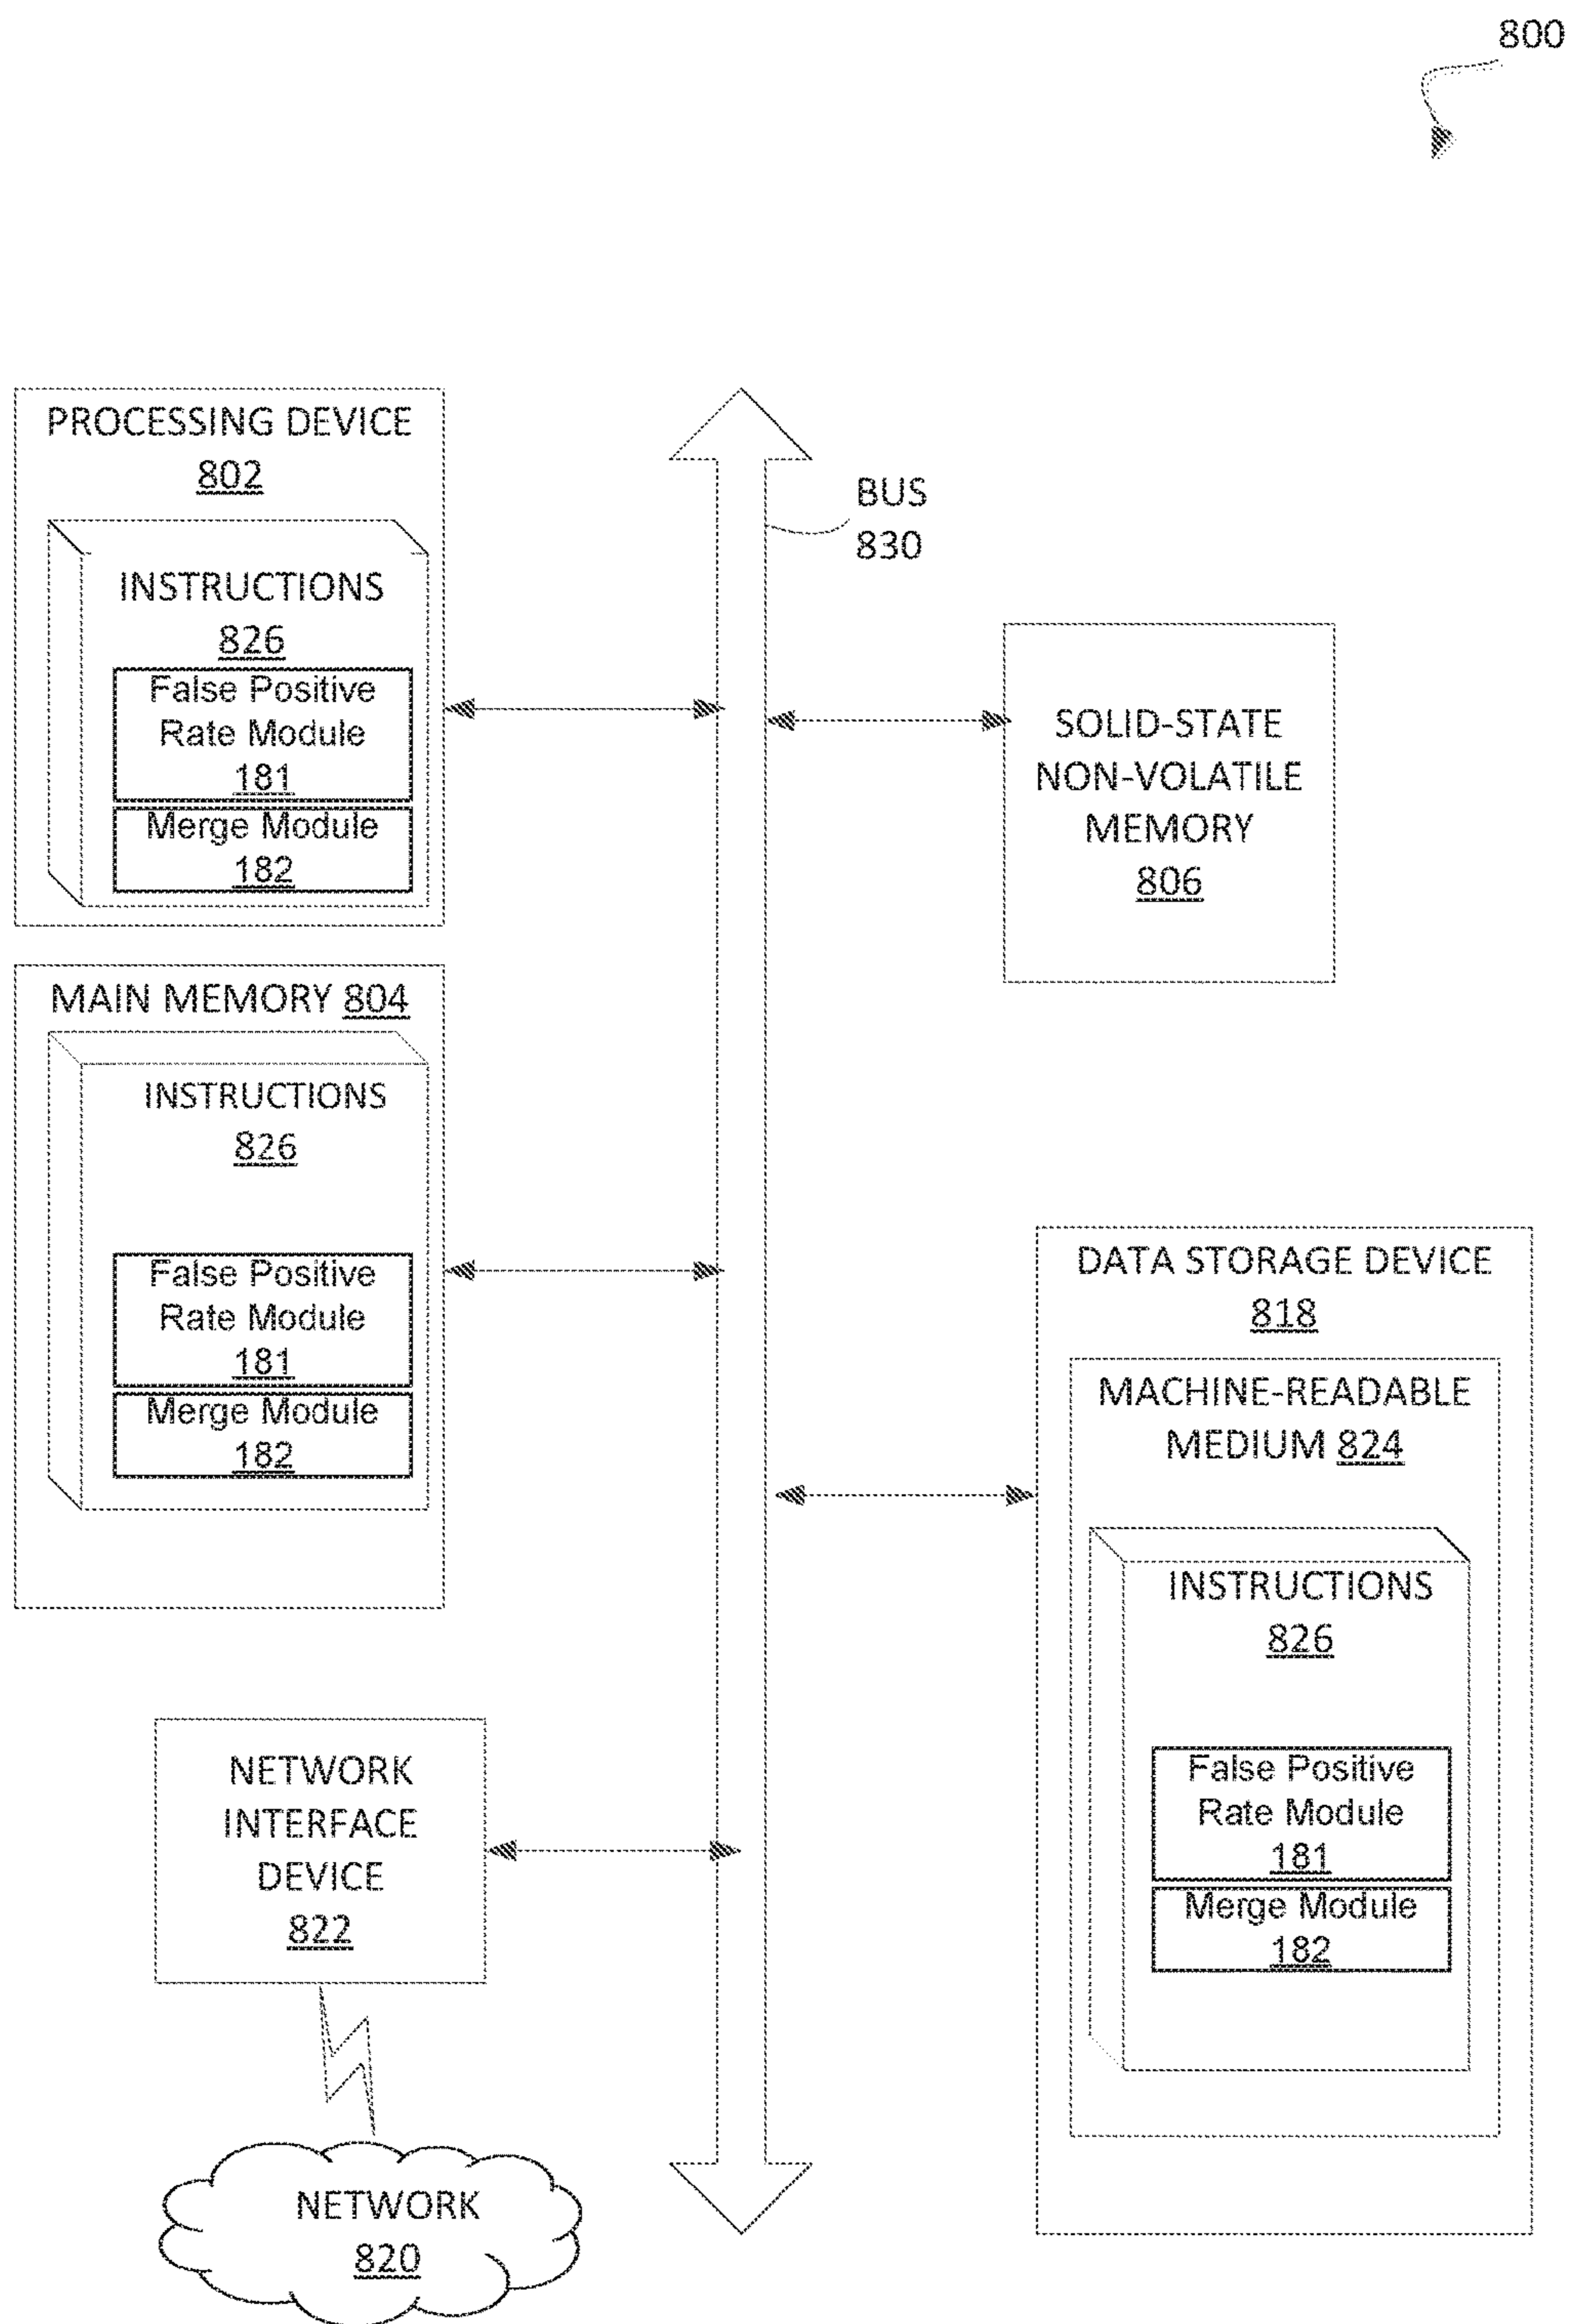 800
PROCESSING DEVICE
802
INSTRUCTIONS
826
False Positive
Rate Module
181
Merge Module
182
BUS
830
SOLID-STATE
NON-VOLATILE
MEMORY
806
MAIN MEMORY 804
INSTRUCTIONS
826
False Positive
Rate Module
181
Merge Module
182
DATA STORAGE DEVICE
818
MACHINE-READABLE
MEDIUM 824
INSTRUCTIONS
826
False Positive
Rate Module
181
Merge Module
182
NETWORK
INTERFACE
DEVICE
822
NETWORK
820